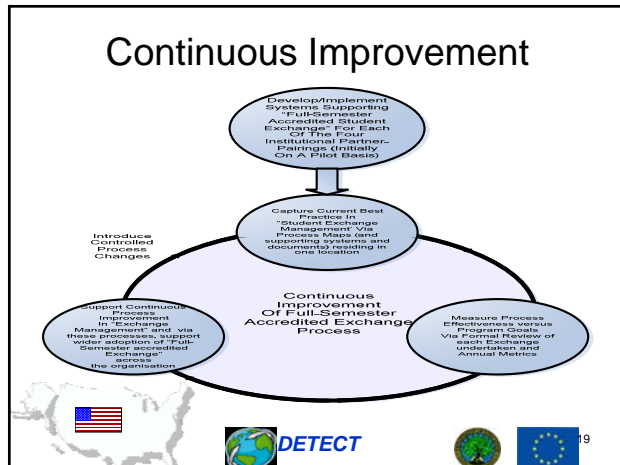 Continuous Improvement
Develop/Implement
Systems Supporting
"Full-Semester
Accredited Student
Exchange" For Each
Of The Four
Institutional Partner-
Pairings (Initially
On A Pilot Basis)
Capture Current Best
Practice In
"Student Exchange
Management' Via
Process Maps (and
supporting systems and
documents) residing in
one location
Introduce
Controlled
Process
Changes
Continuous
Improvement
Of Full-Semester
Accredited Exchange
Process
Support Continuous
Process
Improvement
In "Exchange
Management" and via
these processes, support
wider adoption of "Full-
Semester accredited
Exchange"
across
the organisation
Measure Process
Effectiveness versus
Program Goals
Via Formal Review of
each Exchange
undertaken and
Annual Metrics
DETECT
19